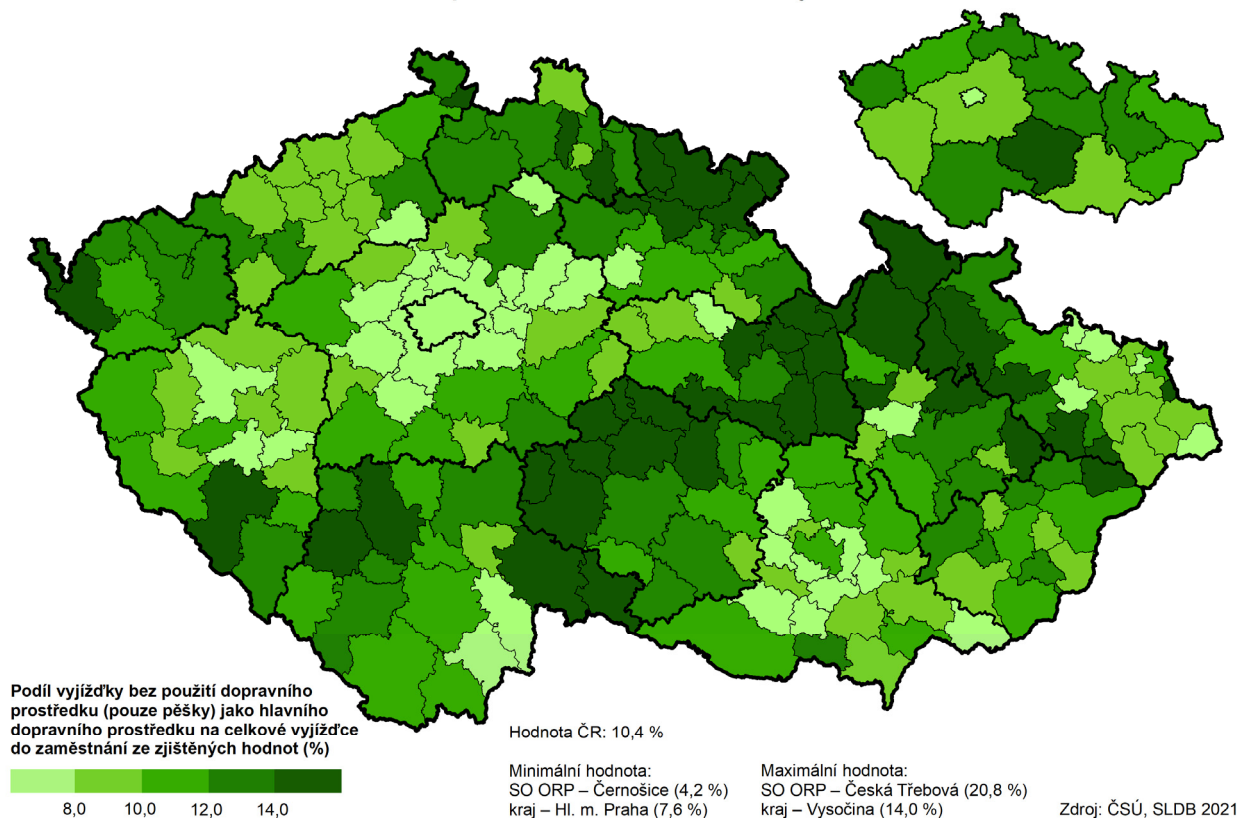 Podíl vyjížďky bez použití dopravního
prostředku (pouze pěšky) jako hlavního
dopravního prostředku na celkové vyjížďce
do zaměstnání ze zjištěných hodnot (%)
8,0 10,0 12,0 14,0
Hodnota ČR: 10,4 %
Minimální hodnota:
SO ORP – Černošice (4,2 %)
kraj – Hl. m. Praha (7,6 %)
Maximální hodnota:
SO ORP – Česká Třebová (20,8 %)
kraj – Vysočina (14,0 %)
Zdroj: ČSÚ, SLDB 2021